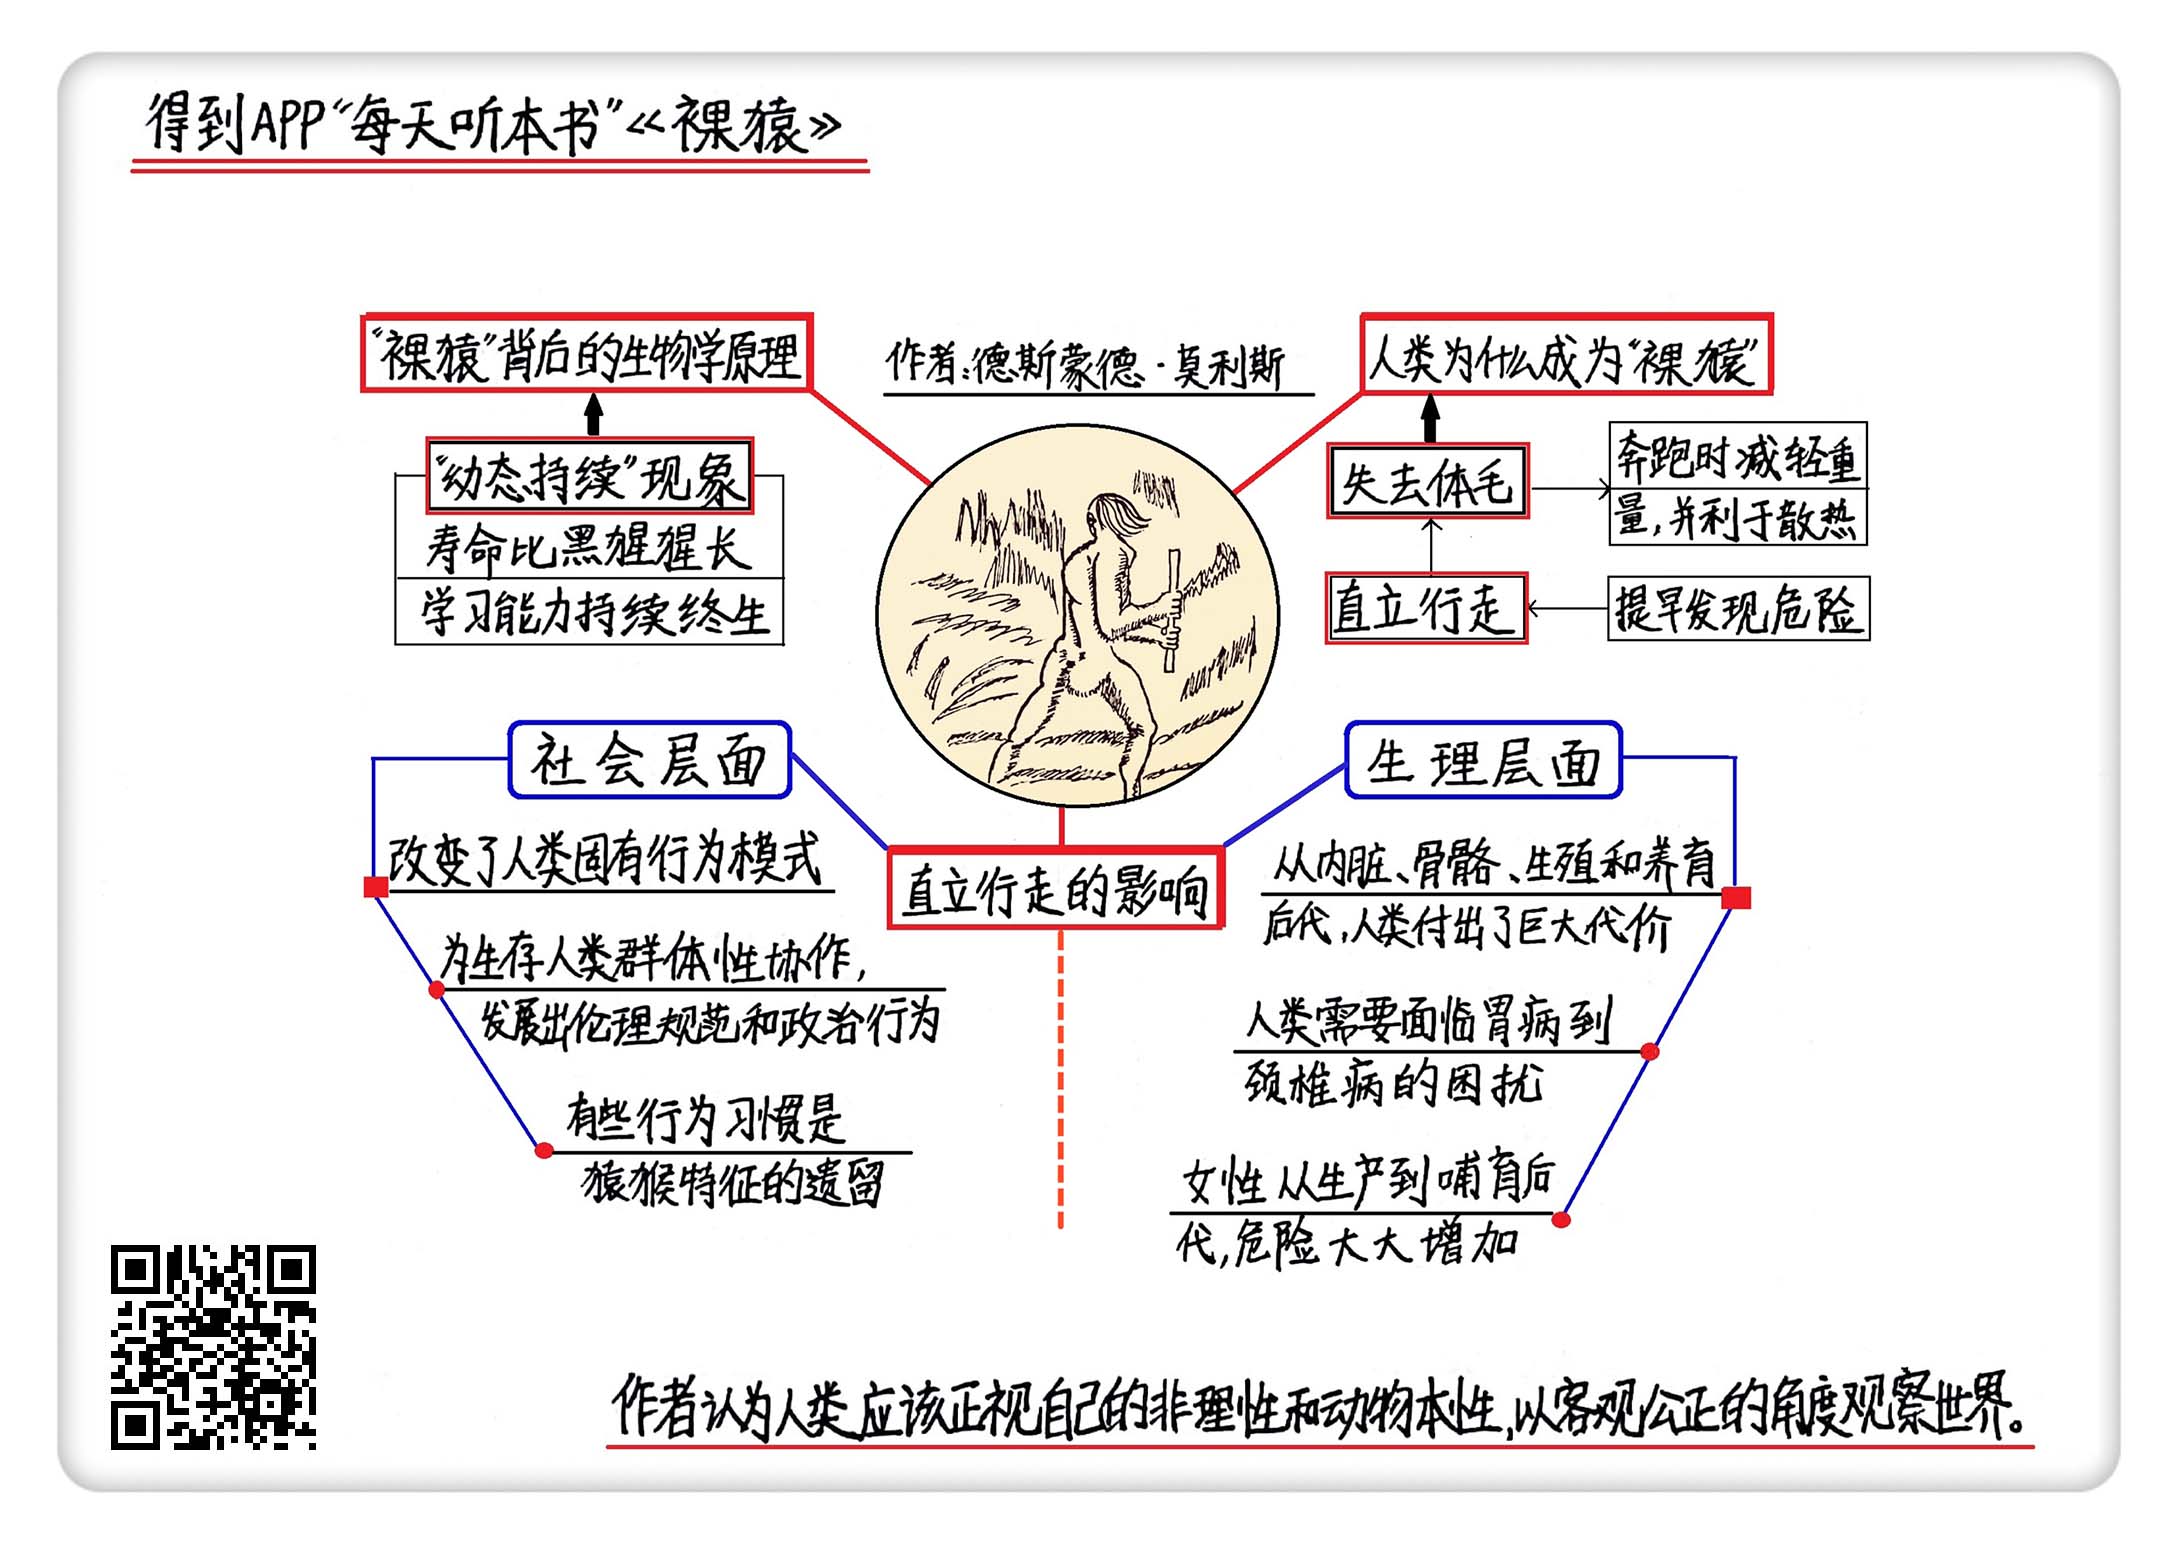 得到APP“每天听本书”《裸猿》
“裸猿”背后的生物学原理
“幼态持续”现象
寿命比黑猩猩长
学习能力持续终生
作者:德斯蒙德·莫利斯
人类为什么成为“裸猿”
失去体毛
奔跑时减轻重
量,并利于散热
直立行走
提早发现危险
社会层面
改变了人类固有行为模式
为生存人类群体性协作,
发展出伦理规范和政治行为
有些行为习惯是
猿猴特征的遗留
直立行走的影响
生理层面
从内脏、骨骼、生殖和养育
后代,人类付出了巨大代价
人类需要面临胃病到
颈椎病的困扰
女性从生产到哺育后
代,危险大大增加
作者认为人类应该正视自己的非理性和动物本性,以客观公正的角度观察世界。